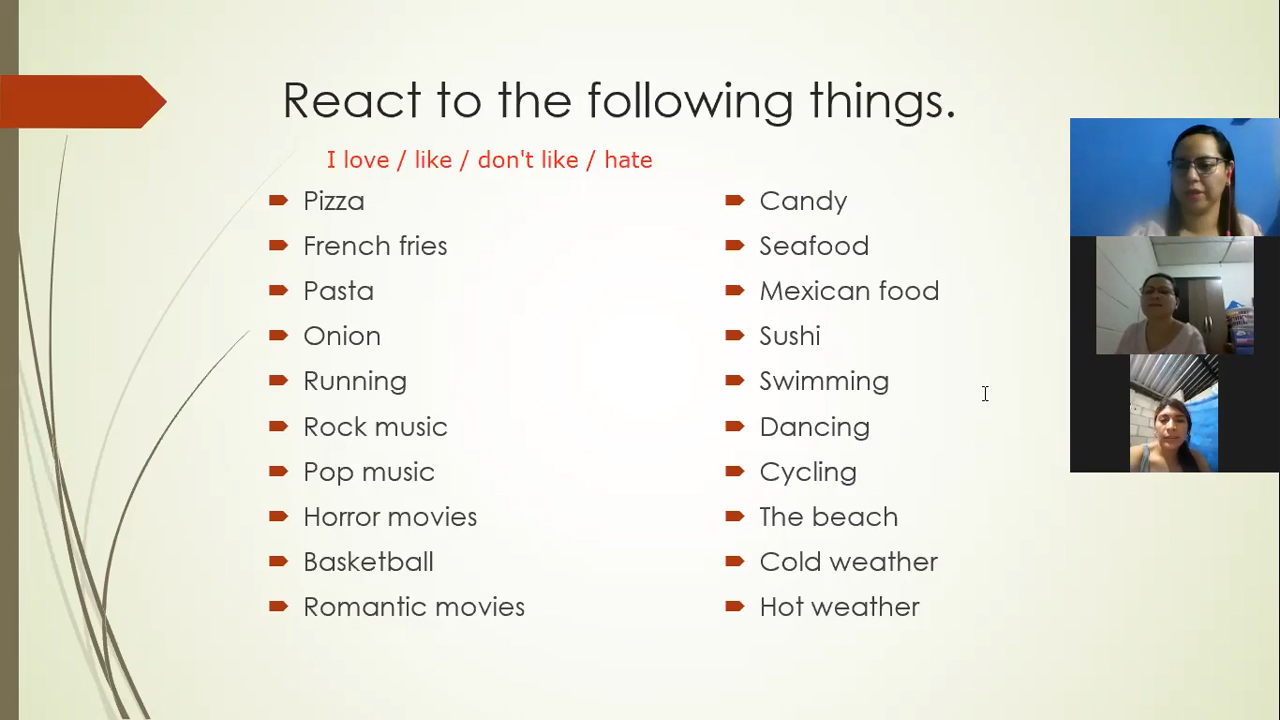 React to the following things.
I love / like / don't like / hate
Pizza
French fries
Pasta
Onion
Running
Rock music
Pop music
Horror movies
Basketball
Romantic movies
Candy
Seafood
Mexican food
Sushi
Swimming
Dancing
Cycling
The beach
Cold weather
Hot weather